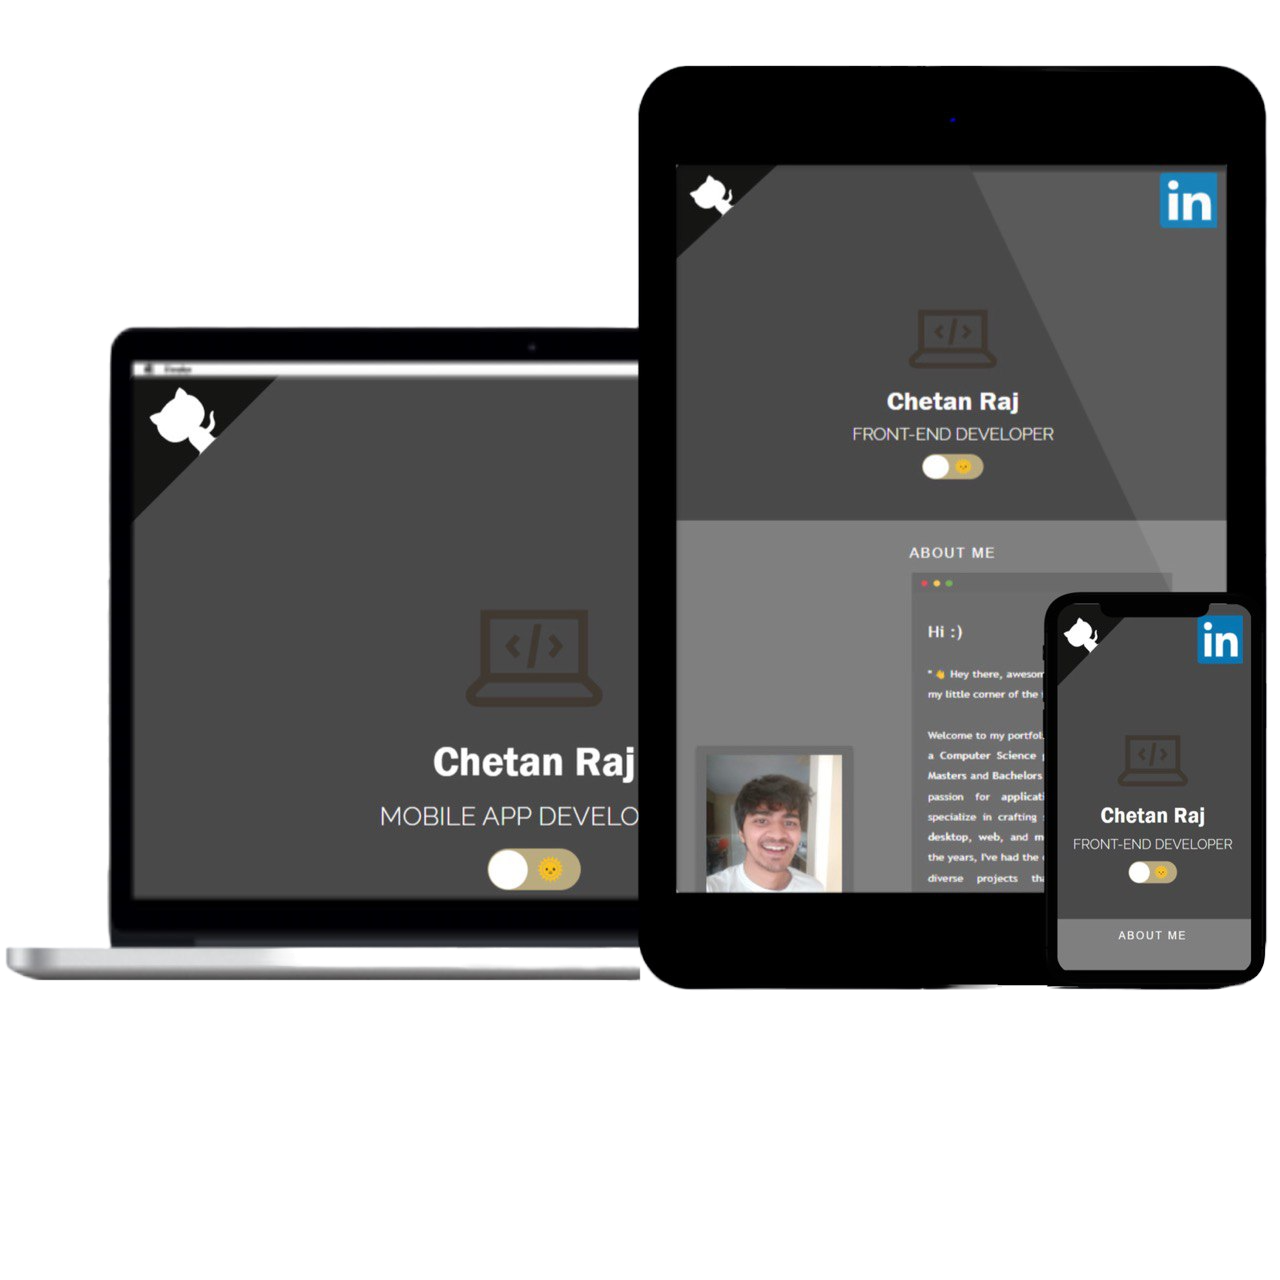 Finder
Chetan Raj
MOBILE APP DEVELO
in
Chetan Raj
FRONT-END DEVELOPER
ABOUT ME
Hi :)
" 👋 Hey there, awesom
my little corner of the
Welcome to my portfol
a Computer Science
Masters and Bachelors
passion for applicati
specialize in crafting
desktop, web, and m
the years, I've had the
diverse projects tha
in
Chetan Raj
FRONT-END DEVELOPER
ABOUT ME